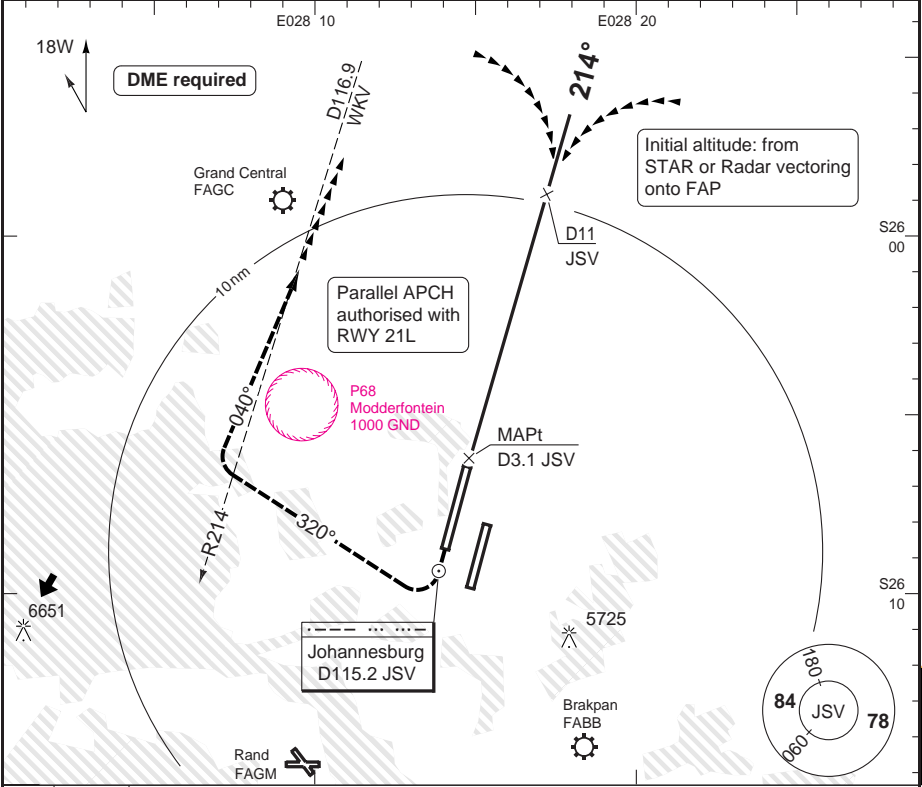 E028 10
E028 20
18W
DME required
D116.9
WKV
214°
Initial altitude: from
STAR or Radar vectoring
onto FAP
Grand Central
FAGC
D11
JSV
S26
00
10nm
Parallel APCH
authorised with
RWY 21L
P68
Modderfontein
1000 GND
040°
MAPt
D3.1 JSV
320°
R214
S26
10
6651
5725
Johannesburg
D115.2 JSV
180
84
JSV
78
060
Brakpan
FABB
Rand
FAGM